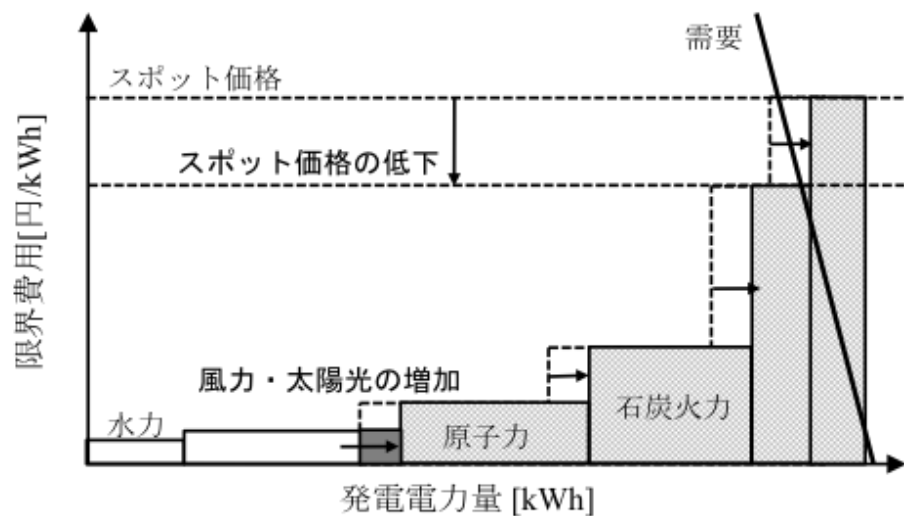 需要
スポット価格
スポット価格の低下
限界費用[円/kWh]
風力・太陽光の増加
水力
原子力
石炭火力
発電電力量 [kWh]